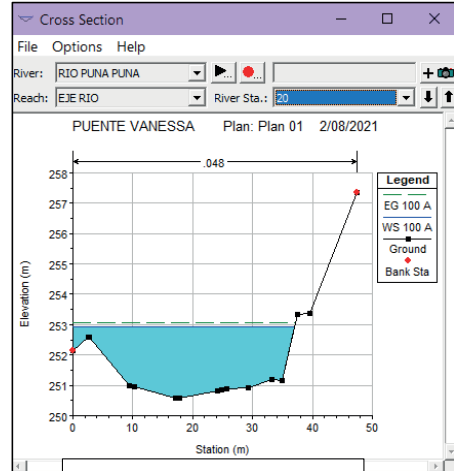 Cross Section
File Options Help
River: RIO PUNA PUNA
Reach: EJE RIO River Sta.: 20
PUENTE VANESSA Plan: Plan 01 2/08/2021
.048
Legend
EG 100 A
WS 100 A
Ground
Bank Sta
258
257
256
255
254
253
252
251
250
Elevation (m)
0 10 20 30 40 50
Station (m)